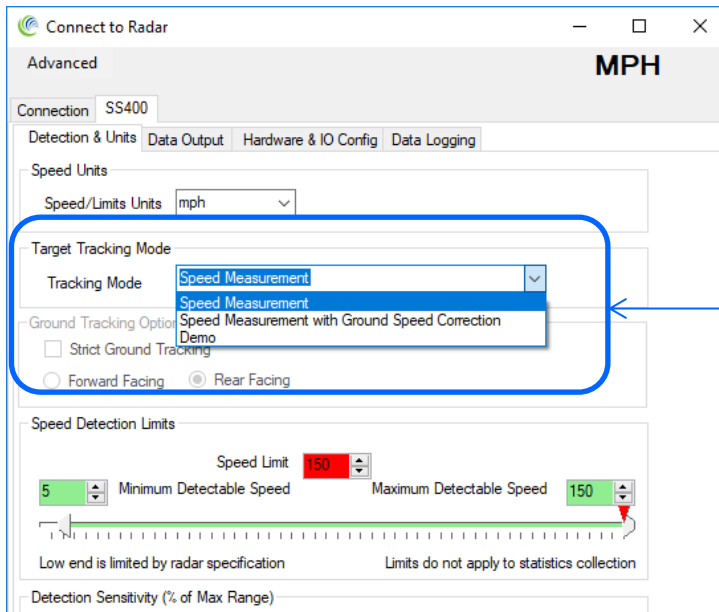 Connect to Radar
Advanced
MPH
Connection SS400
Detection & Units Data Output Hardware & IO Config Data Logging
Speed Units
Speed/Limits Units mph
Target Tracking Mode
Tracking Mode Speed Measurement
Speed Measurement
Speed Measurement with Ground Speed Correction
Demo
Ground Tracking Option
Strict Ground Tracking
Forward Facing Rear Facing
Speed Detection Limits
Speed Limit 150
5 Minimum Detectable Speed Maximum Detectable Speed 150
Low end is limited by radar specification Limits do not apply to statistics collection
Detection Sensitivity (% of Max Range)